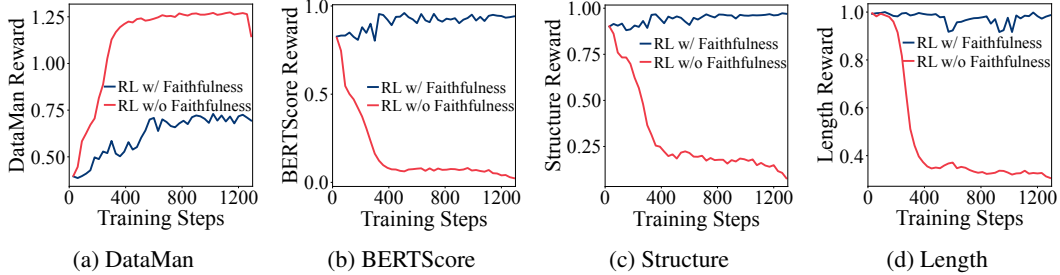 DataMan Reward
1.25
1.00
0.75
0.50
RL w/ Faithfulness
RL w/o Faithfulness
0
400
800
1200
Training Steps
(a) DataMan
BERTScore Reward
1.0
0.5
0.0
RL w/ Faithfulness
RL w/o Faithfulness
0
400
800
1200
Training Steps
(b) BERTScore
Structure Reward
1.00
0.75
0.50
0.25
RL w/ Faithfulness
RL w/o Faithfulness
0
400
800
1200
Training Steps
(c) Structure
Length Reward
1.0
0.8
0.6
0.4
RL w/ Faithfulness
RL w/o Faithfulness
0
400
800
1200
Training Steps
(d) Length